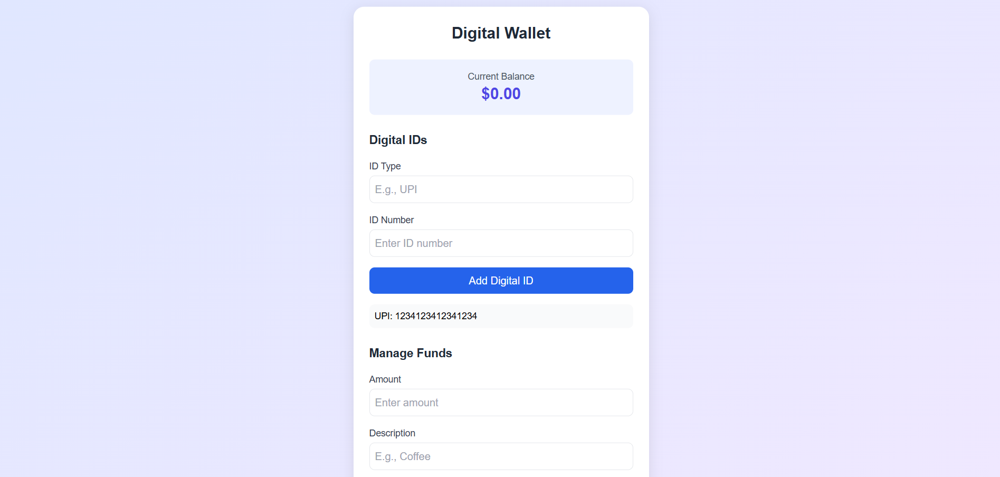 Digital Wallet
Current Balance
$0.00
Digital IDs
ID Type
E.g., UPI
ID Number
Enter ID number
Add Digital ID
UPI: 1234123412341234
Manage Funds
Amount
Enter amount
Description
E.g., Coffee